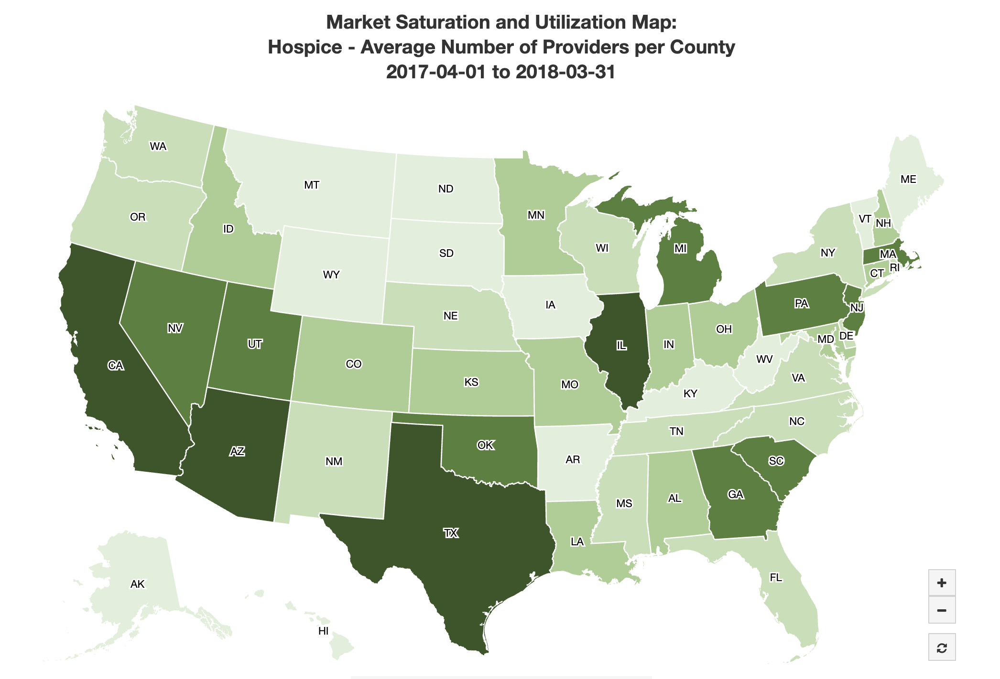 Market Saturation and Utilization Map:
Hospice - Average Number of Providers per County
2017-04-01 to 2018-03-31
WA
MT
ND
MN
ME
OR
ID
SD
WI
MI
VT
NH
NY
MA
RI
CT
WY
NE
IA
PA
NJ
NV
UT
CO
KS
MO
IL
IN
OH
MD
DE
WV
VA
CA
KY
AZ
NM
OK
AR
TN
NC
SC
MS
AL
GA
TX
LA
FL
AK
HI
+
−